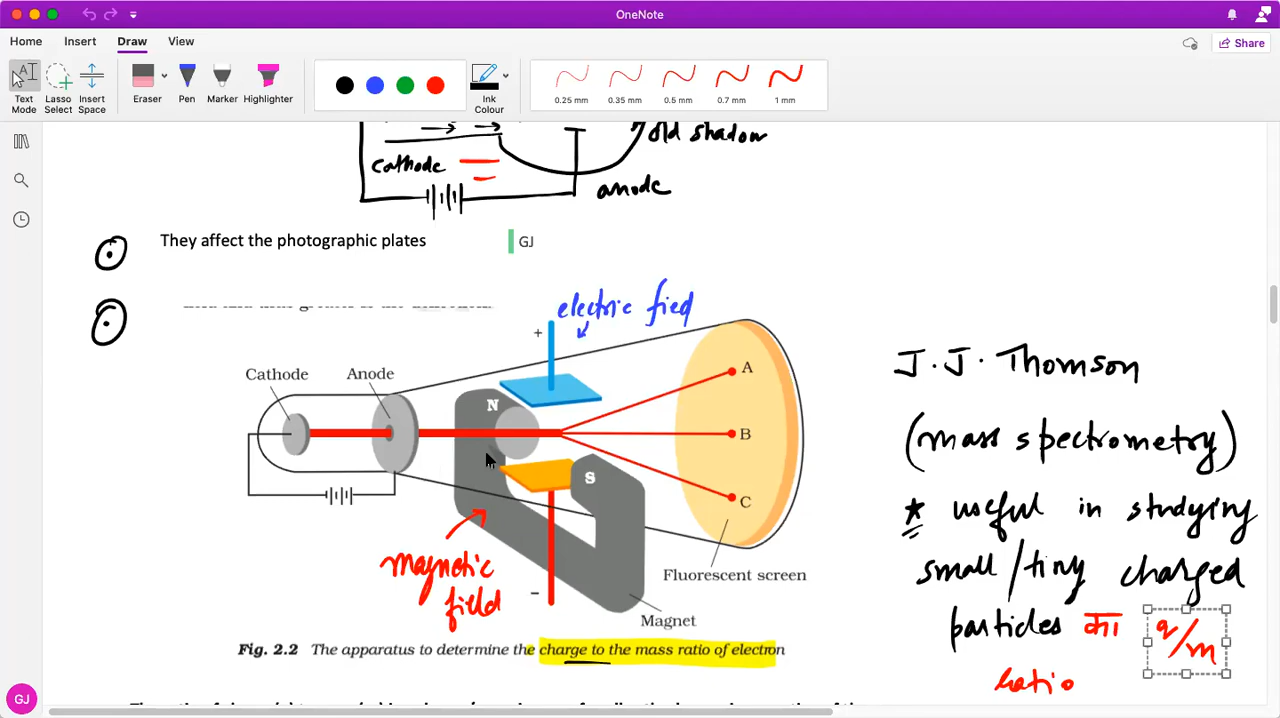 OneNote
Home Insert Draw View
Share
Text Mode
Lasso Select
Insert Space
Eraser
Pen
Marker
Highlighter
Ink Colour
0.25 mm
0.35 mm
0.5 mm
0.7 mm
1 mm
old shadow
cathode
anode
They affect the photographic plates
GJ
electric fied
+
Cathode
Anode
N
A
B
S
C
magnetic
field
Fluorescent screen
–
Magnet
Fig. 2.2 The apparatus to determine the charge to the mass ratio of electron
J.J. Thomson
(mass spectrometry)
* useful in studying
small/tiny charged
particles का q/m
ratio
GJ